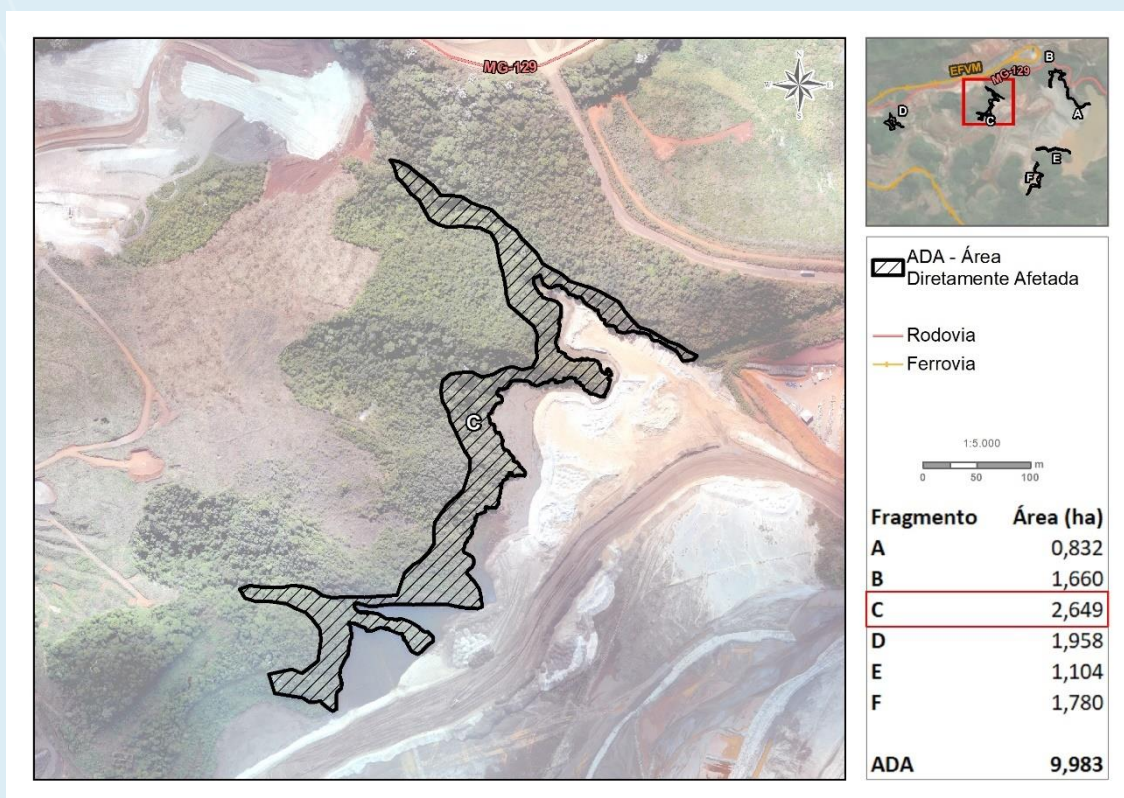 MG-129
N
W
E
S
C
EFVM
MG-129
B
D
C
A
E
F
ADA - Área
Diretamente Afetada
Rodovia
Ferrovia
1:5.000
0 50 100 m
Fragmento Área (ha)
A 0,832
B 1,660
C 2,649
D 1,958
E 1,104
F 1,780
ADA 9,983